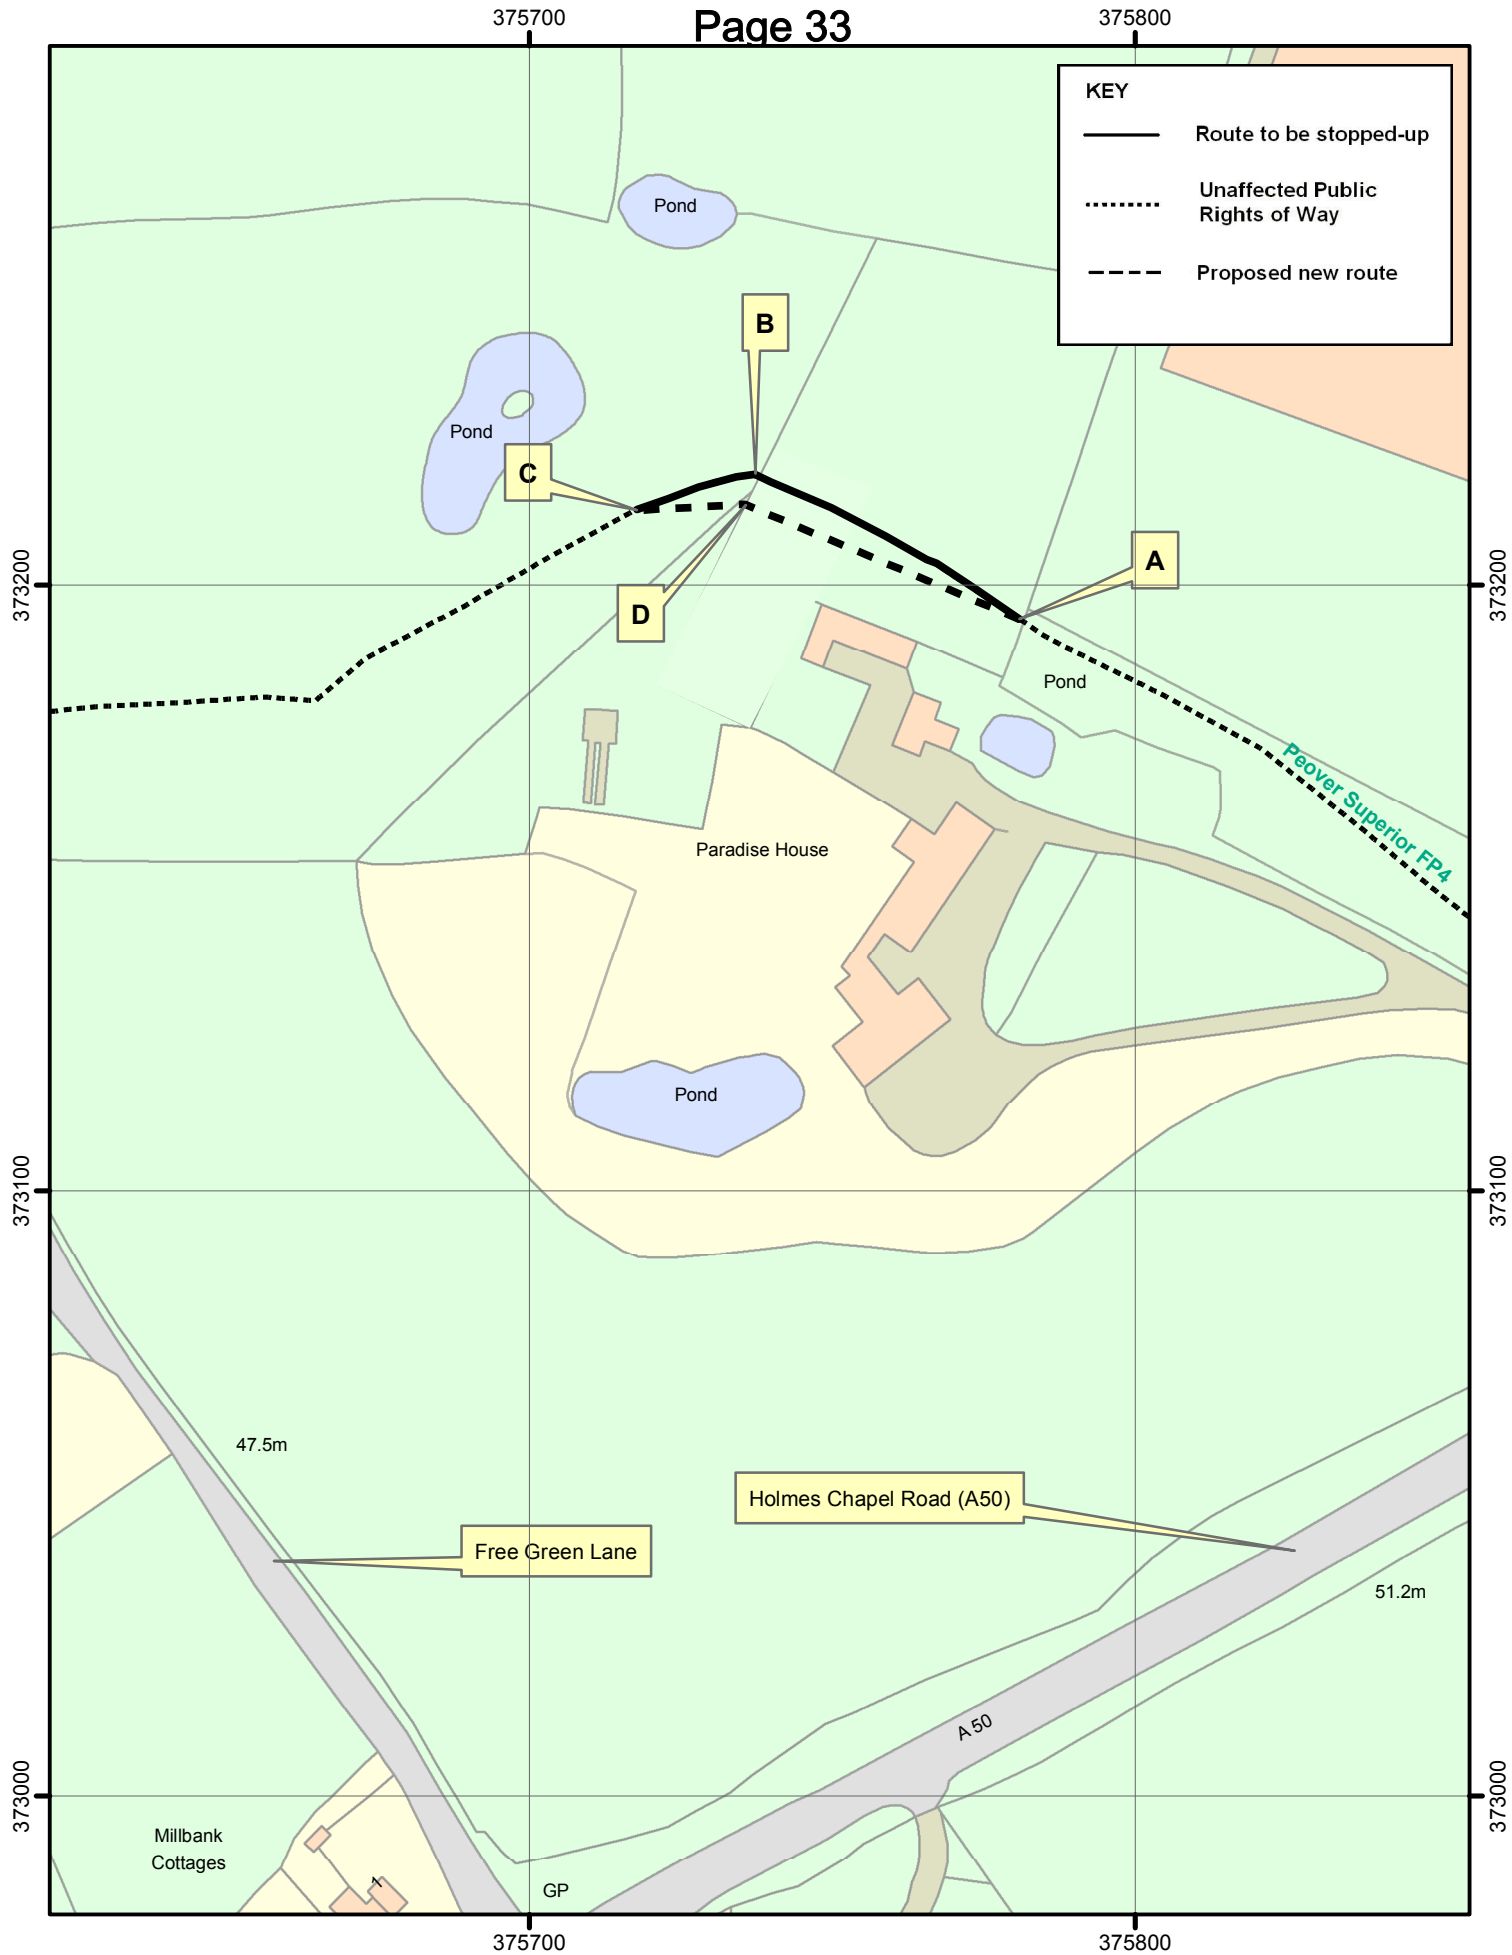 375700
Page 33
375800
KEY
Route to be stopped-up
Unaffected Public
Rights of Way
Proposed new route
Pond
B
Pond
C
A
373200
373200
D
Pond
Peover Superior FP4
Paradise House
Pond
373100
373100
47.5m
Holmes Chapel Road (A50)
Free Green Lane
51.2m
A 50
373000
373000
Millbank
Cottages
1
GP
375700
375800